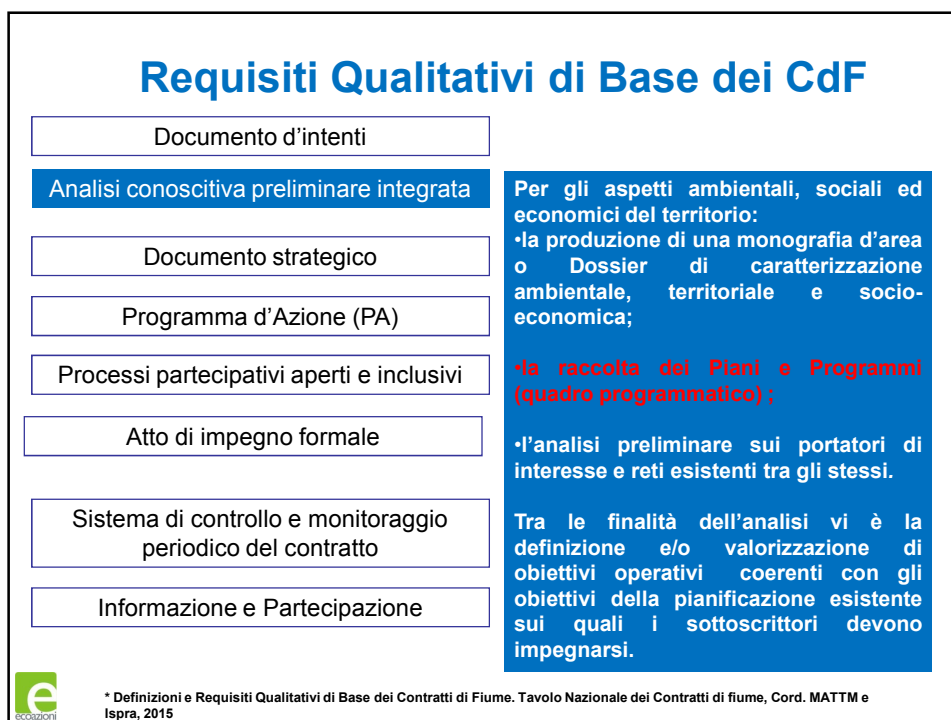 Requisiti Qualitativi di Base dei CdF
Documento d’intenti
Analisi conoscitiva preliminare integrata
Documento strategico
Programma d’Azione (PA)
Processi partecipativi aperti e inclusivi
Atto di impegno formale
Sistema di controllo e monitoraggio
periodico del contratto
Informazione e Partecipazione
Per gli aspetti ambientali, sociali ed
economici del territorio:
•la produzione di una monografia d’area
o Dossier di caratterizzazione
ambientale, territoriale e socio-
economica;
•la raccolta dei Piani e Programmi
(quadro programmatico) ;
•l’analisi preliminare sui portatori di
interesse e reti esistenti tra gli stessi.
Tra le finalità dell’analisi vi è la
definizione e/o valorizzazione di
obiettivi operativi coerenti con gli
obiettivi della pianificazione esistente
sui quali i sottoscrittori devono
impegnarsi.
e
ecoazioni
* Definizioni e Requisiti Qualitativi di Base dei Contratti di Fiume. Tavolo Nazionale dei Contratti di fiume, Cord. MATTM e
Ispra, 2015